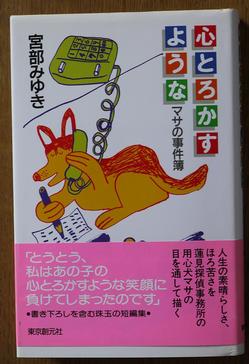 心とろかす
ような
マサの事件簿
宮部みゆき
人生の素晴らしさ、
ほろ苦さを
蓮見探偵事務所の
用心犬マサの
目を通して描く
「とうとう、
私はあの子の
心とろかすような笑顔に
負けてしまったのです」
●書き下ろしを含む珠玉の短編集●
東京創元社